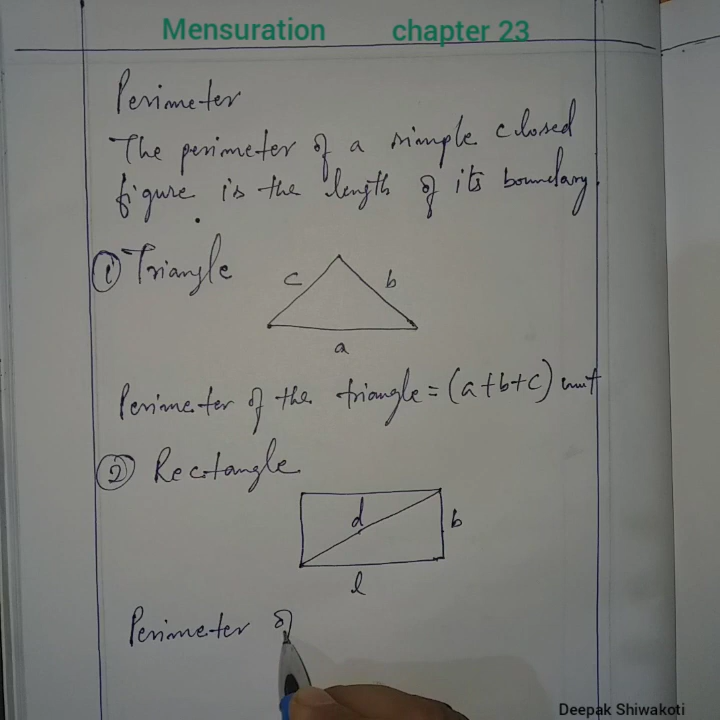 Mensuration chapter 23
Perimeter
The perimeter of a simple closed
figure is the length of its boundary.
① Triangle
c b
a
Perimeter of the triangle = (a+b+c) unit
② Rectangle
d b
l
Perimeter of
Deepak Shiwakoti